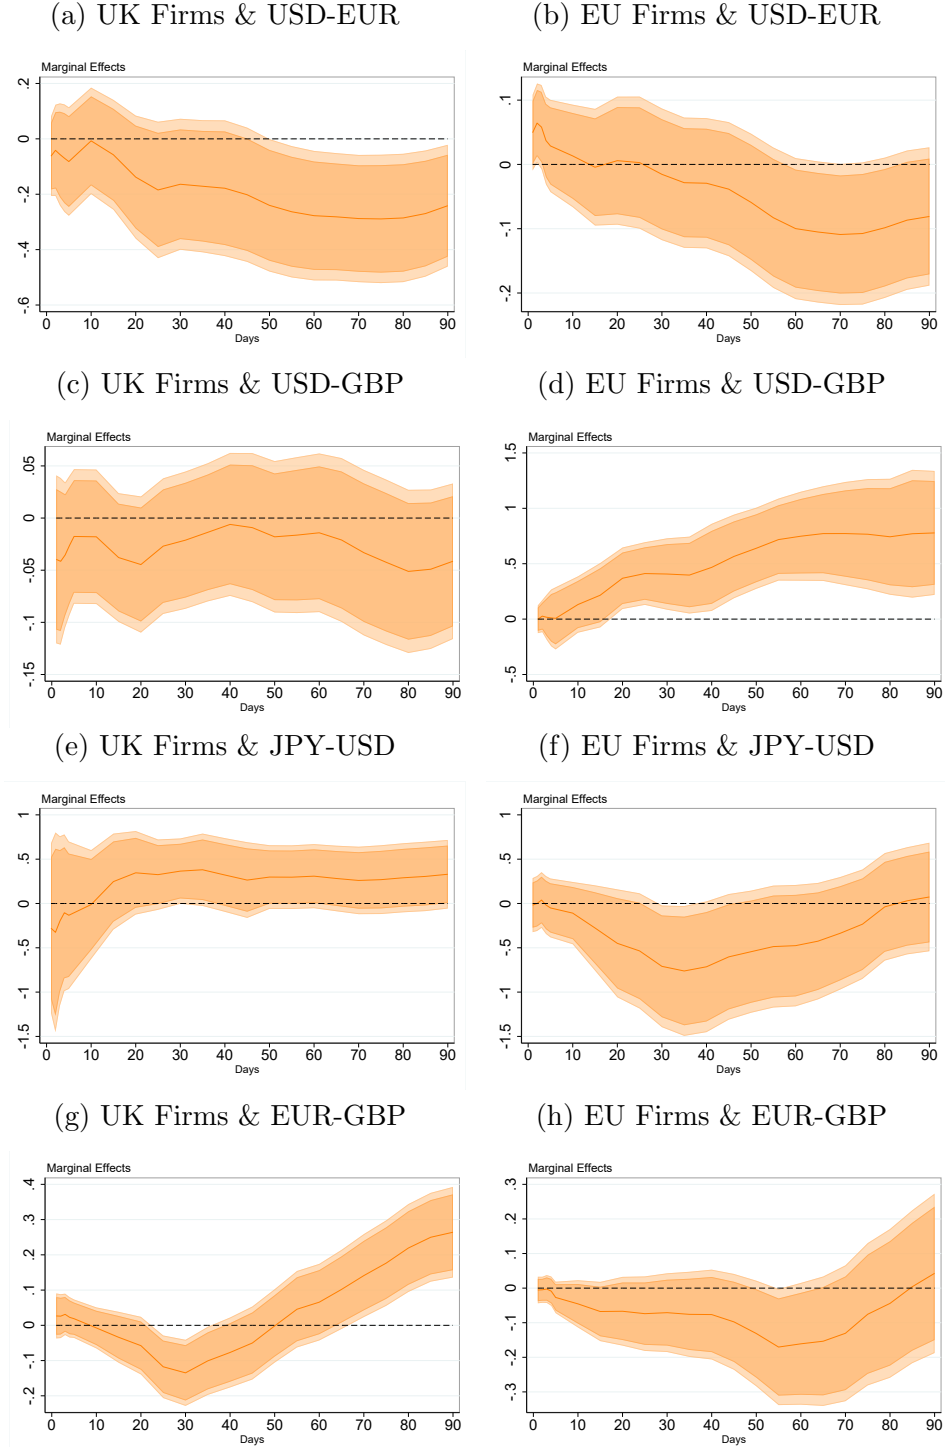 (a) UK Firms & USD-EUR
Marginal Effects
.2
0
-.2
-.4
-.6
0 10 20 30 40 50 60 70 80 90
Days
(b) EU Firms & USD-EUR
Marginal Effects
.1
0
-.1
-.2
0 10 20 30 40 50 60 70 80 90
Days
(c) UK Firms & USD-GBP
Marginal Effects
.05
0
-.05
-.1
-.15
0 10 20 30 40 50 60 70 80 90
Days
(d) EU Firms & USD-GBP
Marginal Effects
1.5
1
.5
0
-.5
0 10 20 30 40 50 60 70 80 90
Days
(e) UK Firms & JPY-USD
Marginal Effects
1
.5
0
-.5
-1
-1.5
0 10 20 30 40 50 60 70 80 90
Days
(f) EU Firms & JPY-USD
Marginal Effects
1
.5
0
-.5
-1
-1.5
0 10 20 30 40 50 60 70 80 90
Days
(g) UK Firms & EUR-GBP
Marginal Effects
.4
.3
.2
.1
0
-.1
-.2
0 10 20 30 40 50 60 70 80 90
Days
(h) EU Firms & EUR-GBP
Marginal Effects
.3
.2
.1
0
-.1
-.2
-.3
0 10 20 30 40 50 60 70 80 90
Days